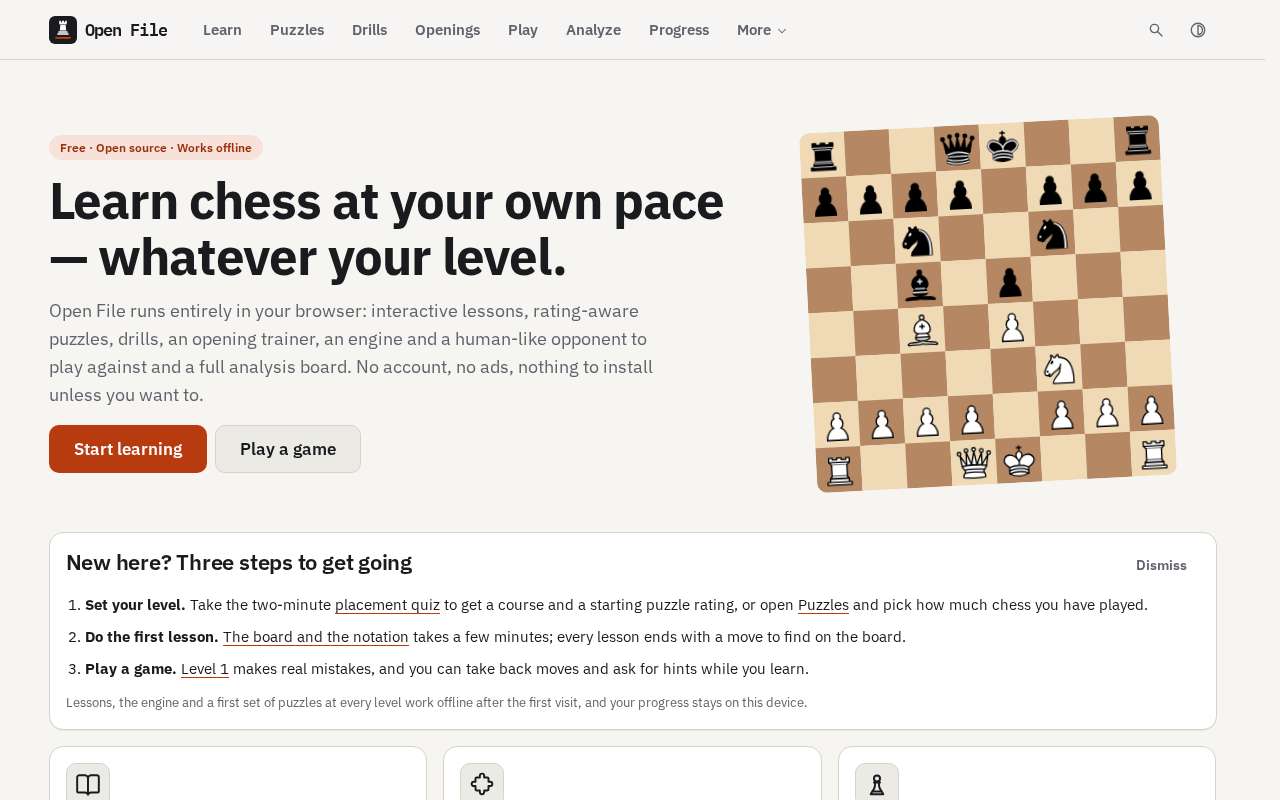 Open File
Learn
Puzzles
Drills
Openings
Play
Analyze
Progress
More
Free · Open source · Works offline
Learn chess at your own pace
— whatever your level.
Open File runs entirely in your browser: interactive lessons, rating-aware
puzzles, drills, an opening trainer, an engine and a human-like opponent to
play against and a full analysis board. No account, no ads, nothing to install
unless you want to.
Start learning
Play a game
New here? Three steps to get going
Dismiss
1. Set your level. Take the two-minute placement quiz to get a course and a starting puzzle rating, or open Puzzles and pick how much chess you have played.
2. Do the first lesson. The board and the notation takes a few minutes; every lesson ends with a move to find on the board.
3. Play a game. Level 1 makes real mistakes, and you can take back moves and ask for hints while you learn.
Lessons, the engine and a first set of puzzles at every level work offline after the first visit, and your progress stays on this device.